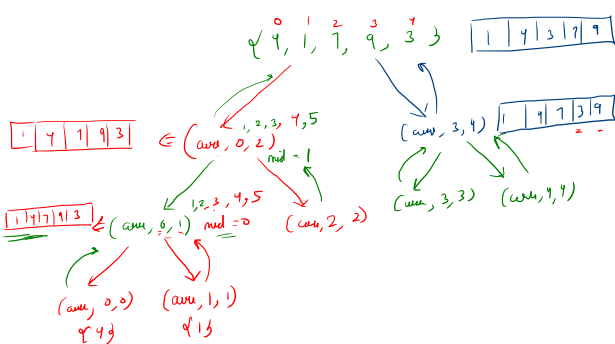 0 1 2 3 4
{ 4, 1, 7, 9, 3 }
1 4 3 7 9
1 4 7 9 3
∈ (arr, 0, 2)
1, 2, 3, 4, 5
mid = 1
(arr, 3, 4)
1 4 7 3 9
2
1 4 7 9 3
∈ (arr, 0, 1)
1, 2, 3, 4, 5
mid = 0
(arr, 2, 2)
(arr, 3, 3)
(arr, 4, 4)
(arr, 0, 0)
{ 4 }
(arr, 1, 1)
{ 1 }